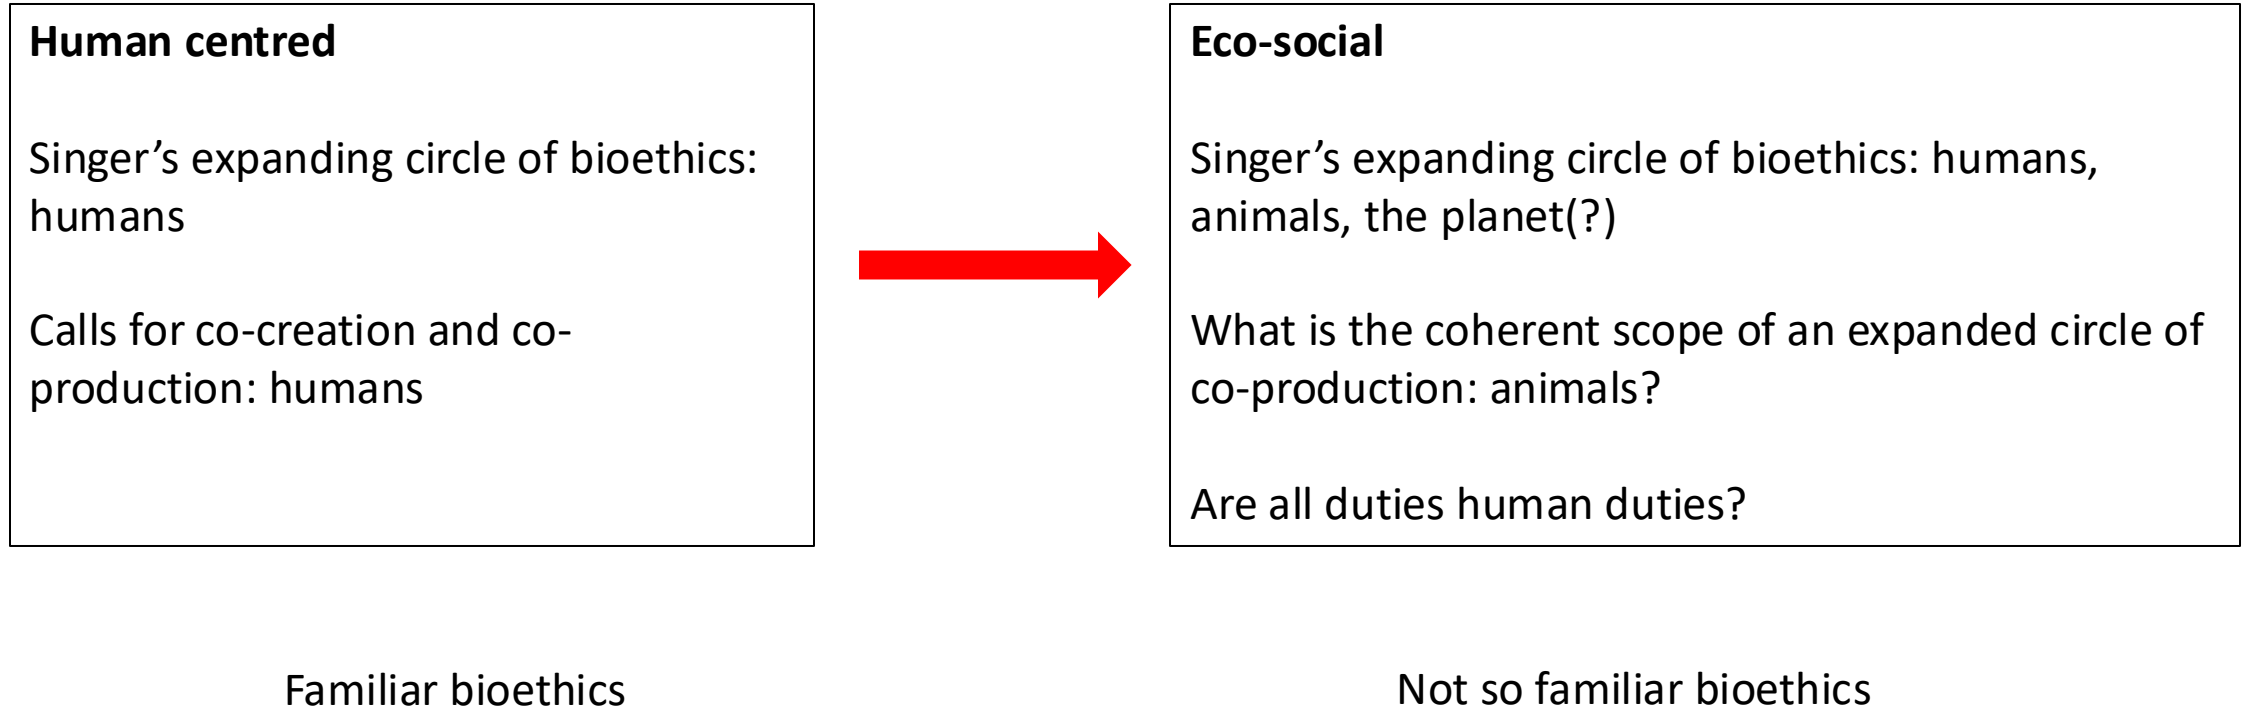 Human centred
Singer’s expanding circle of bioethics:
humans
Calls for co-creation and co-
production: humans
Eco-social
Singer’s expanding circle of bioethics: humans,
animals, the planet(?)
What is the coherent scope of an expanded circle of
co-production: animals?
Are all duties human duties?
Familiar bioethics
Not so familiar bioethics